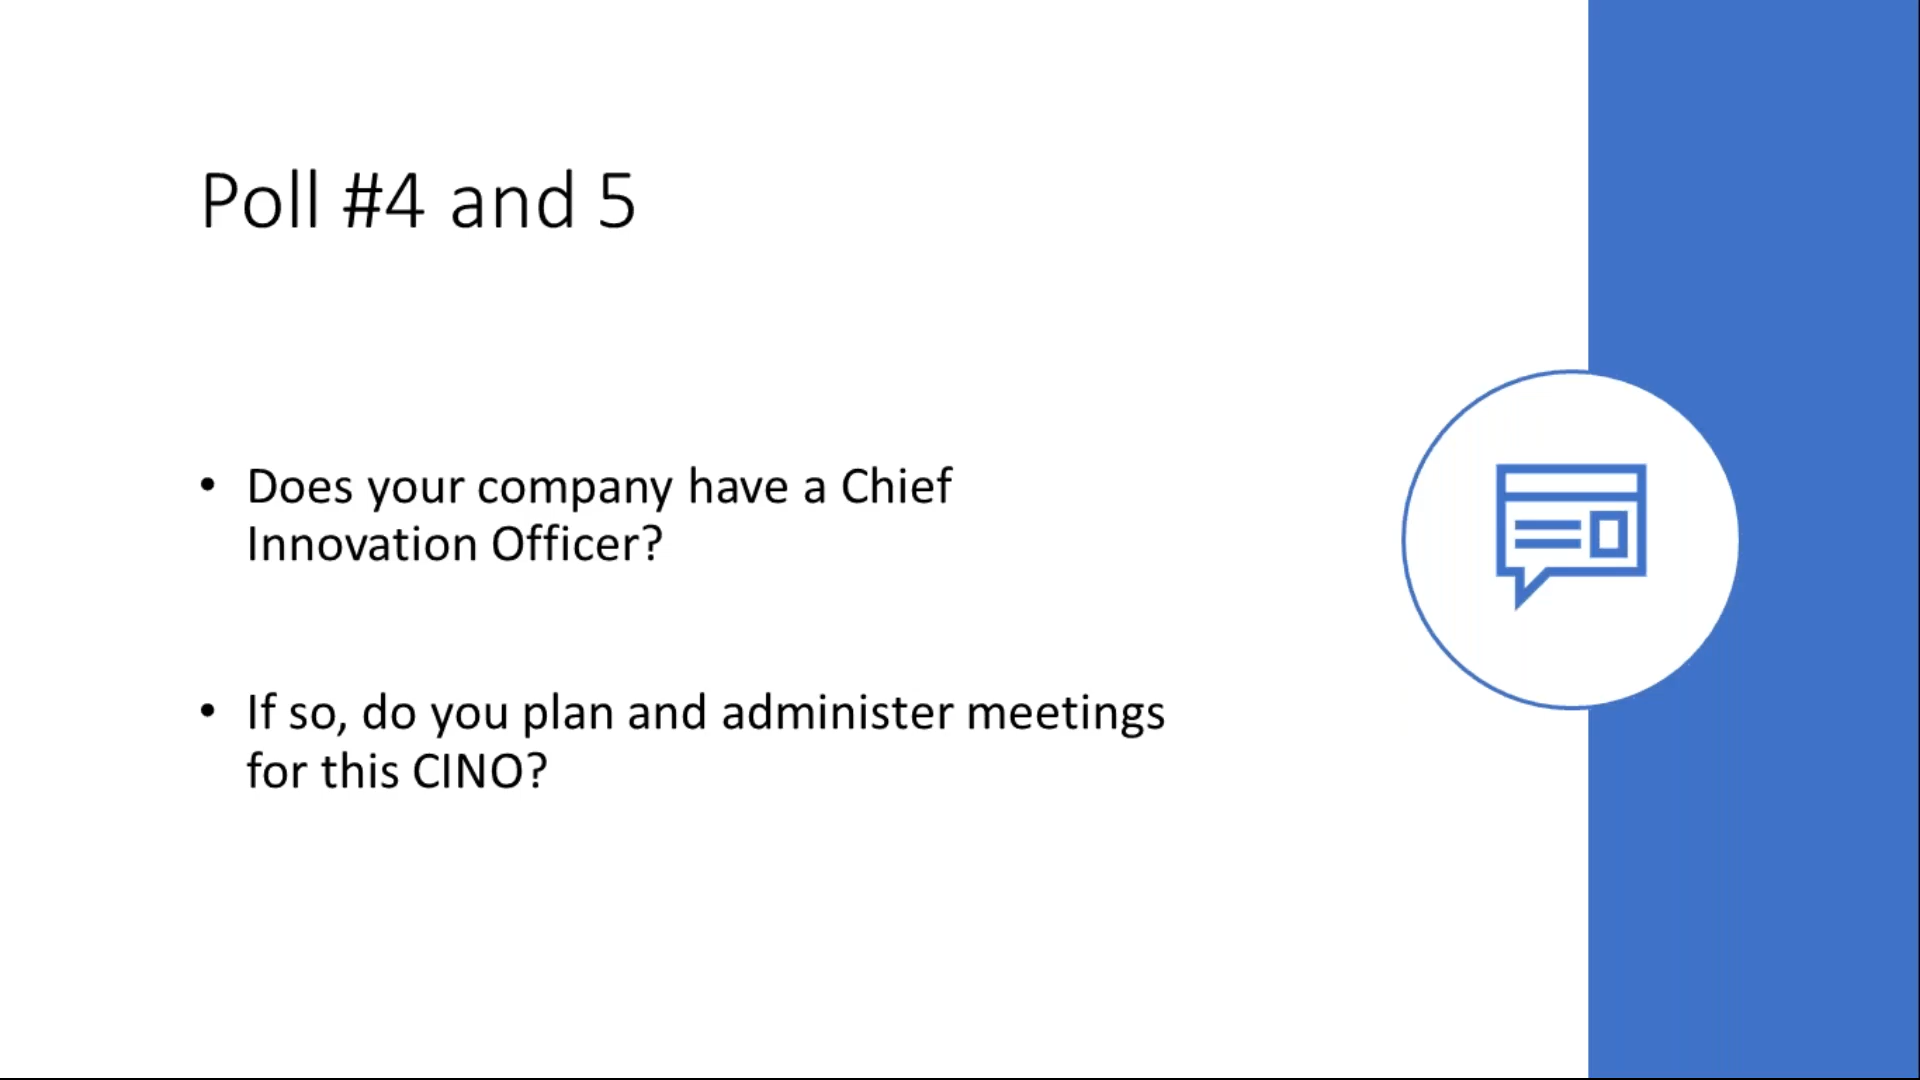 Poll #4 and 5
• Does your company have a Chief
Innovation Officer?
• If so, do you plan and administer meetings
for this CINO?